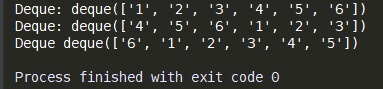 Deque: deque(['1', '2', '3', '4', '5', '6'])
Deque: deque(['4', '5', '6', '1', '2', '3'])
Deque deque(['6', '1', '2', '3', '4', '5'])
Process finished with exit code 0